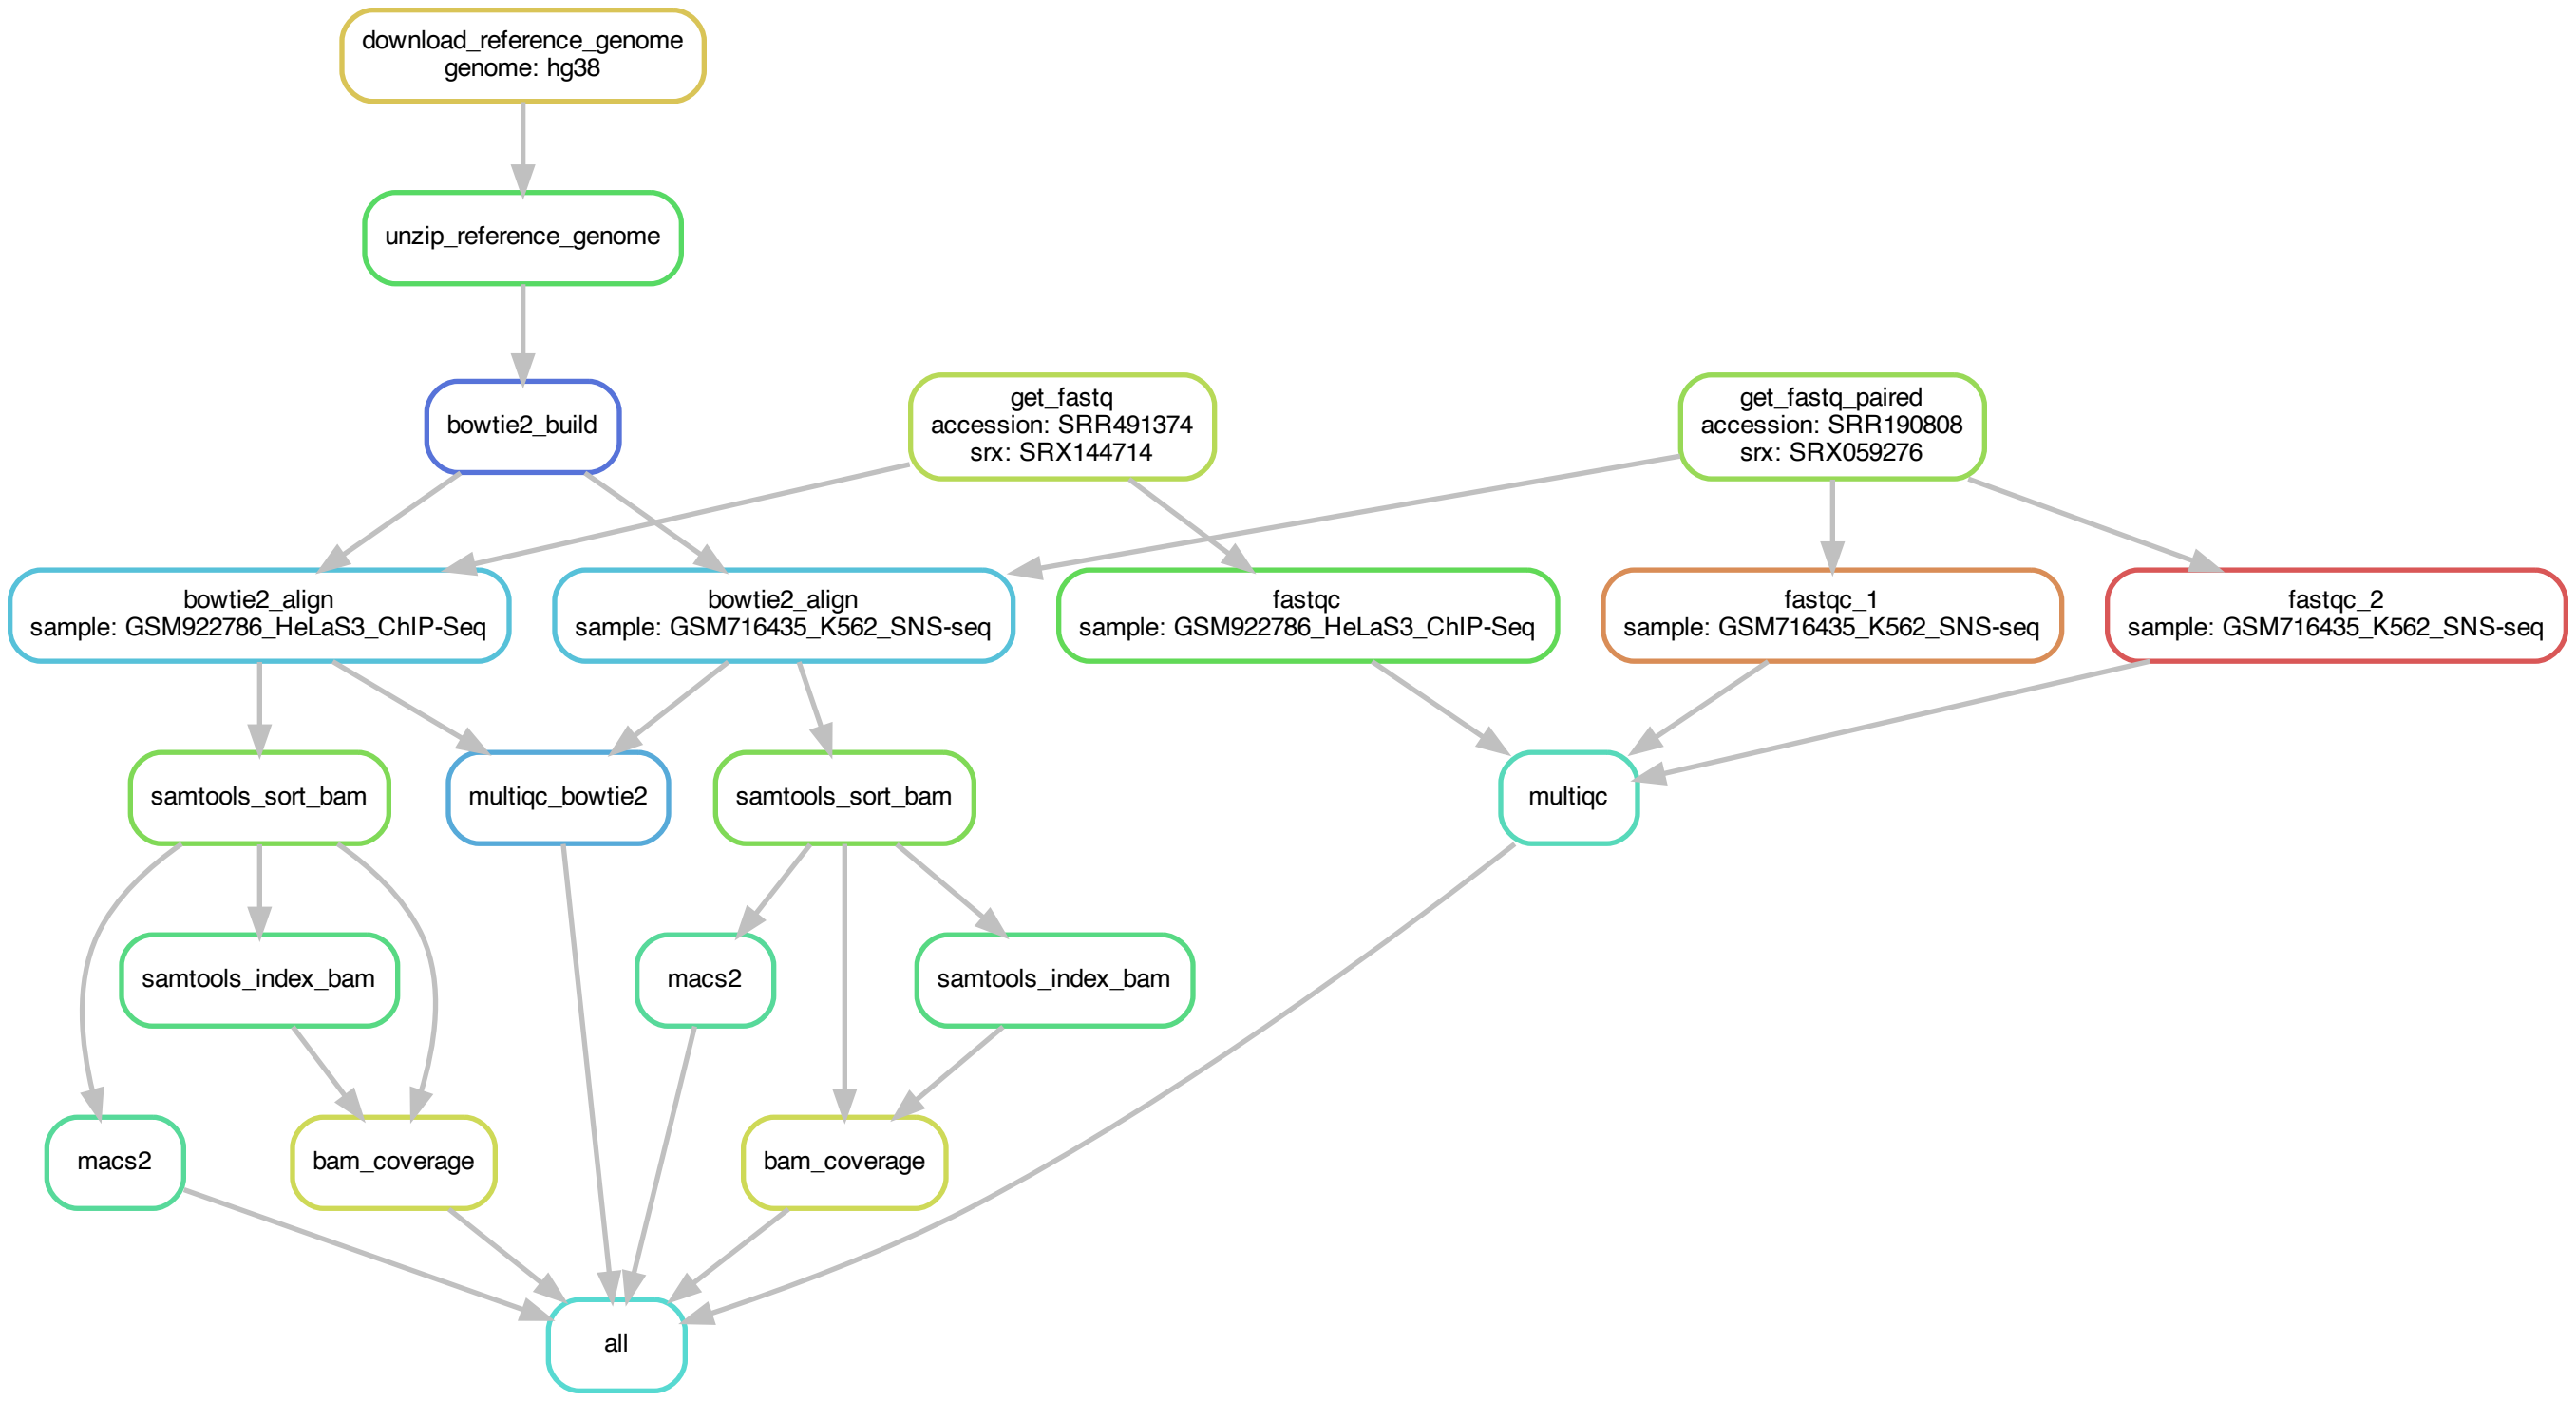 download_reference_genome
genome: hg38
unzip_reference_genome
bowtie2_build
get_fastq
accession: SRR491374
srx: SRX144714
get_fastq_paired
accession: SRR190808
srx: SRX059276
bowtie2_align
sample: GSM922786_HeLaS3_ChIP-Seq
bowtie2_align
sample: GSM716435_K562_SNS-seq
fastqc
sample: GSM922786_HeLaS3_ChIP-Seq
fastqc_1
sample: GSM716435_K562_SNS-seq
fastqc_2
sample: GSM716435_K562_SNS-seq
samtools_sort_bam
multiqc_bowtie2
samtools_sort_bam
multiqc
samtools_index_bam
macs2
samtools_index_bam
macs2
bam_coverage
bam_coverage
all